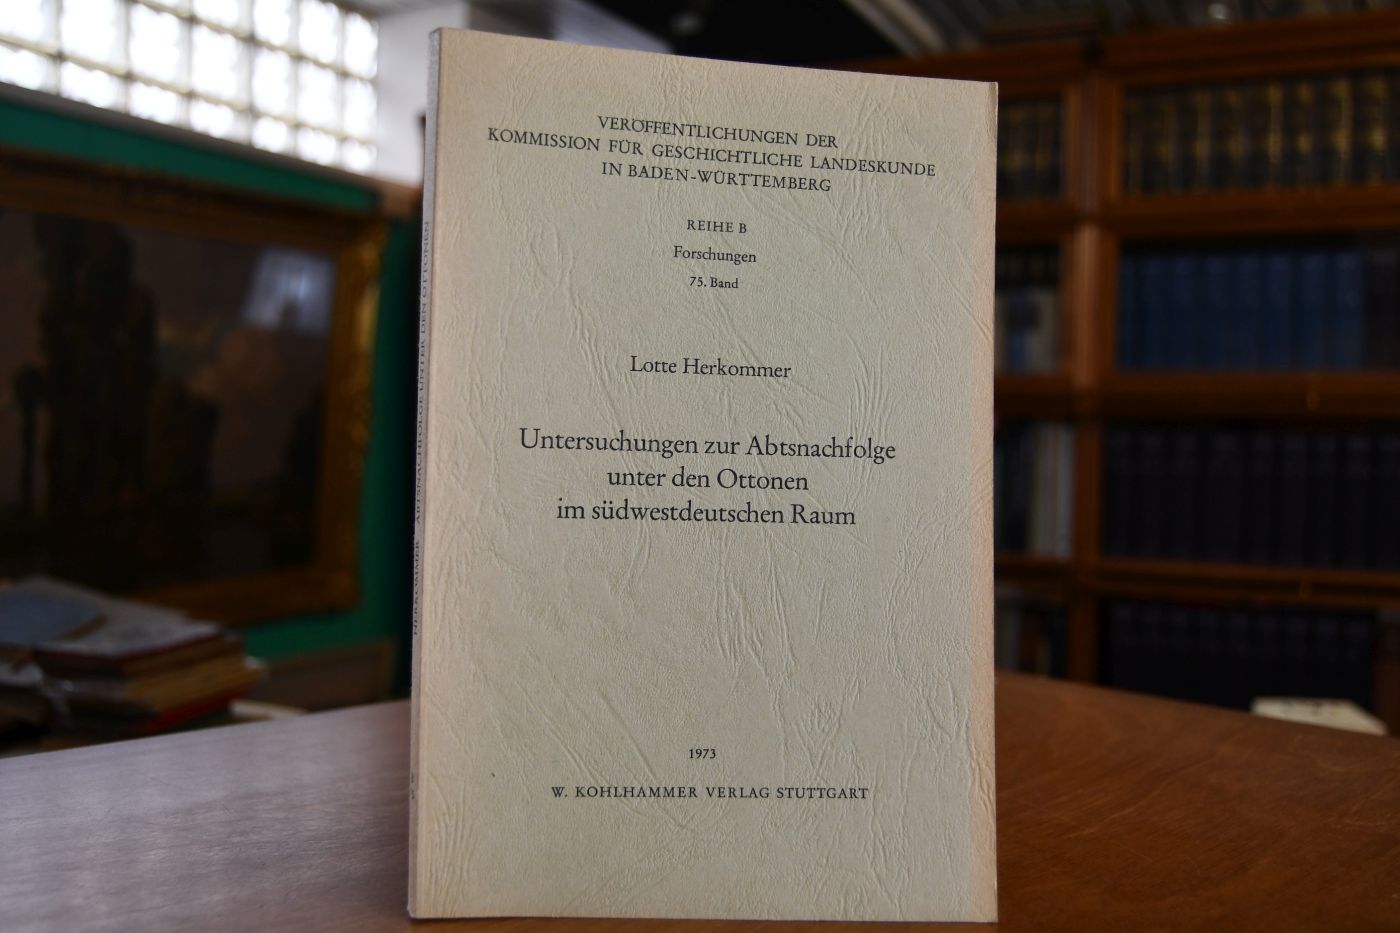 VERÖFFENTLICHUNGEN DER
KOMMISSION FÜR GESCHICHTLICHE LANDESKUNDE
IN BADEN-WÜRTTEMBERG
REIHE B
Forschungen
75. Band
Lotte Herkommer
Untersuchungen zur Abtsnachfolge
unter den Ottonen
im südwestdeutschen Raum
1973
W. KOHLHAMMER VERLAG STUTTGART
HERKOMMER · ABTSNACHFOLGE UNTER DEN OTTONEN